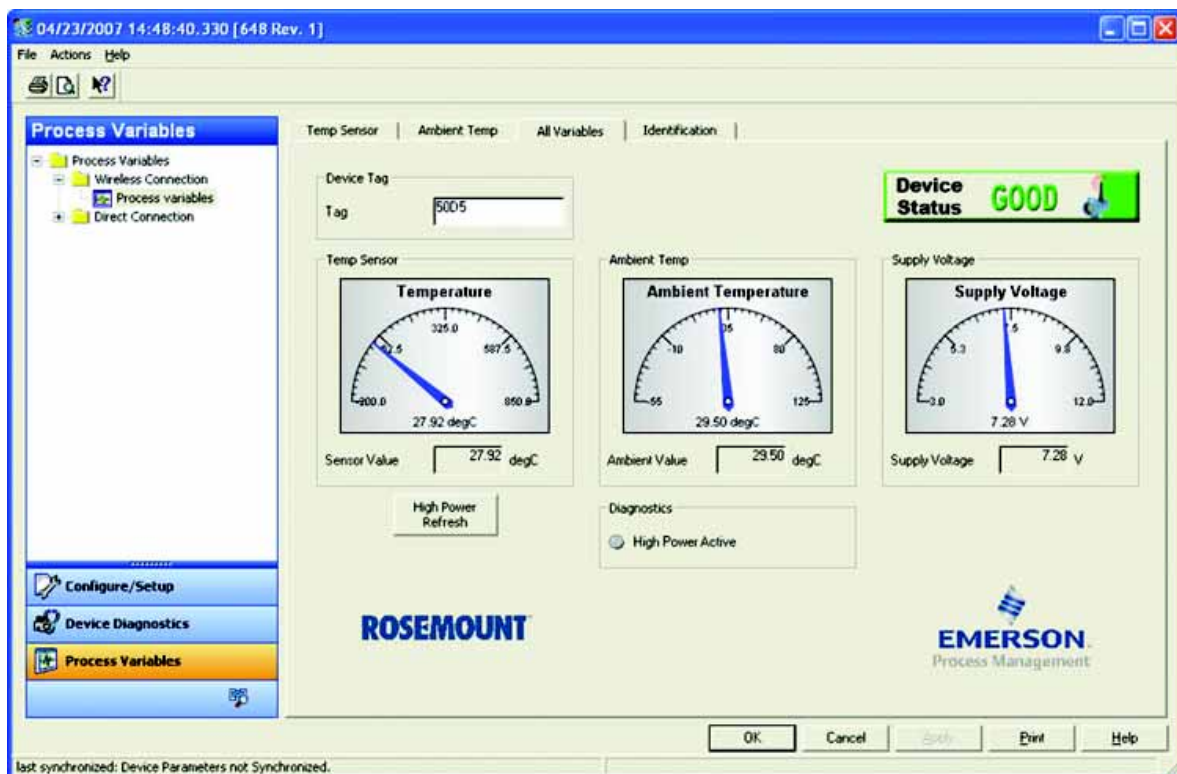 04/23/2007 14:48:40.330 [648 Rev. 1]
File Actions Help
Process Variables
Process Variables
Wireless Connection
Process variables
Direct Connection
Configure/Setup
Device Diagnostics
Process Variables
Temp Sensor Ambient Temp All Variables Identification
Device Tag
Tag 50D5
Device Status GOOD
Temp Sensor
Temperature
-200.0 325.0 587.5 850.0
27.92 degC
Sensor Value 27.92 degC
Ambient Temp
Ambient Temperature
-55 -10 80 125
29.50 degC
Ambient Value 29.50 degC
Supply Voltage
Supply Voltage
3.0 5.3 9.8 12.0
7.28 V
Supply Voltage 7.28 V
High Power Refresh
Diagnostics
High Power Active
ROSEMOUNT
EMERSON
Process Management
OK Cancel Apply Print Help
last synchronized: Device Parameters not Synchronized.